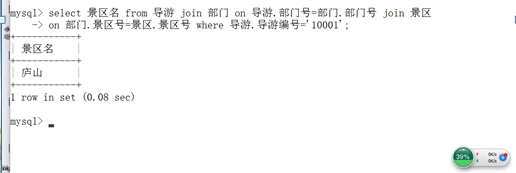 mysql> select 景区名 from 导游 join 部门 on 导游.部门号=部门.部门号 join 景区
-> on 部门.景区号=景区.景区号 where 导游.导游编号='10001';
+-----------+
| 景区名 |
+-----------+
| 庐山 |
+-----------+
1 row in set (0.08 sec)
mysql> _
39%
0K/s
0K/s